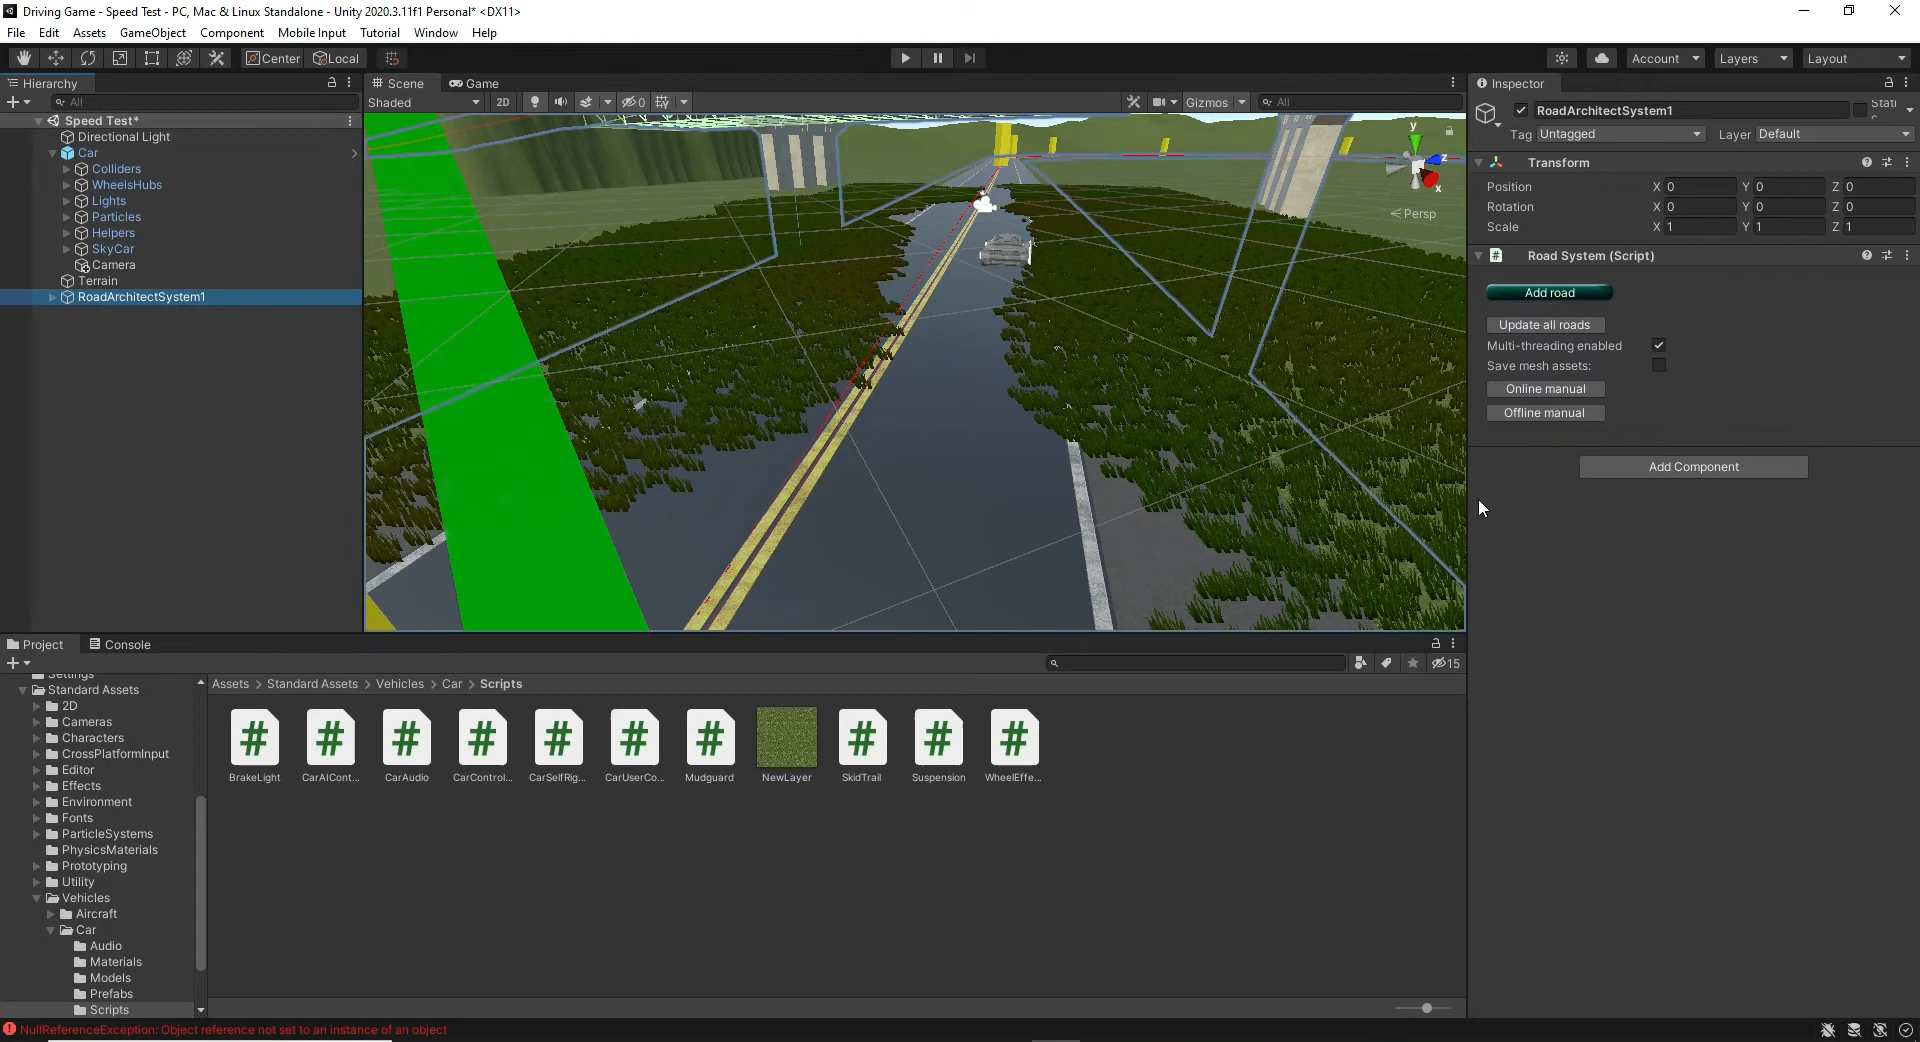 Driving Game - Speed Test - PC, Mac & Linux Standalone - Unity 2020.3.11f1 Personal* <DX11>
File Edit Assets GameObject Component Mobile Input Tutorial Window Help
Center Local Account Layers Layout
Hierarchy
All
Speed Test*
Directional Light
Car
Colliders
WheelsHubs
Lights
Particles
Helpers
SkyCar
Camera
Terrain
RoadArchitectSystem1
Scene Game
Shaded 2D 0 Gizmos All
y
z
x
Persp
Inspector
RoadArchitectSystem1 Stati c
Tag Untagged Layer Default
Transform
Position X 0 Y 0 Z 0
Rotation X 0 Y 0 Z 0
Scale X 1 Y 1 Z 1
Road System (Script)
Add road
Update all roads
Multi-threading enabled
Save mesh assets:
Online manual
Offline manual
Add Component
Project Console
15
Settings
Standard Assets
2D
Cameras
Characters
CrossPlatformInput
Editor
Effects
Environment
Fonts
ParticleSystems
PhysicsMaterials
Prototyping
Utility
Vehicles
Aircraft
Car
Audio
Materials
Models
Prefabs
Scripts
Assets > Standard Assets > Vehicles > Car > Scripts
BrakeLight CarAICont... CarAudio CarControl... CarSelfRig... CarUserCo... Mudguard NewLayer SkidTrail Suspension WheelEffe...
NullReferenceException: Object reference not set to an instance of an object